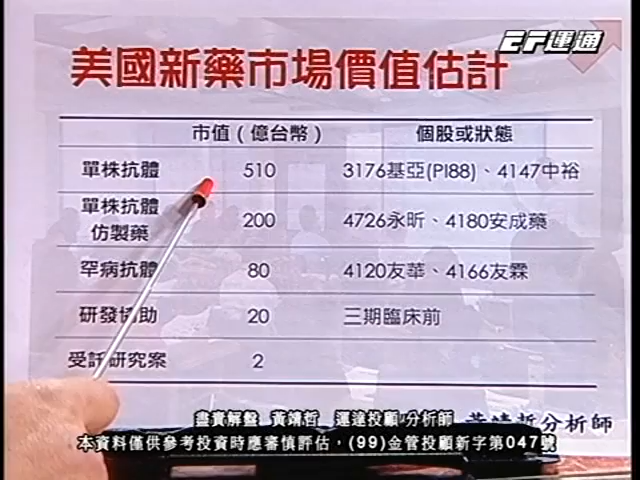 EF運通
美國新藥市場價值估計
市值（億台幣） 個股或狀態
單株抗體 510 3176基亞(PI88)、4147中裕
單株抗體
仿製藥 200 4726永昕、4180安成藥
罕病抗體 80 4120友華、4166友霖
研發協助 20 三期臨床前
受託研究案 2
盡責解盤 黃靖哲 運達投顧 分析師
黃靖哲分析師
本資料僅供參考投資時應審慎評估，(99)金管投顧新字第047號